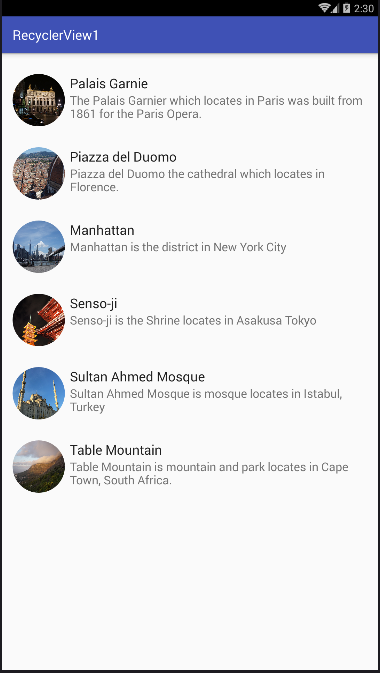 2:30
RecyclerView1
Palais Garnie
The Palais Garnier which locates in Paris was built from
1861 for the Paris Opera.
Piazza del Duomo
Piazza del Duomo the cathedral which locates in
Florence.
Manhattan
Manhattan is the district in New York City
Senso-ji
Senso-ji is the Shrine locates in Asakusa Tokyo
Sultan Ahmed Mosque
Sultan Ahmed Mosque is mosque locates in Istabul,
Turkey
Table Mountain
Table Mountain is mountain and park locates in Cape
Town, South Africa.